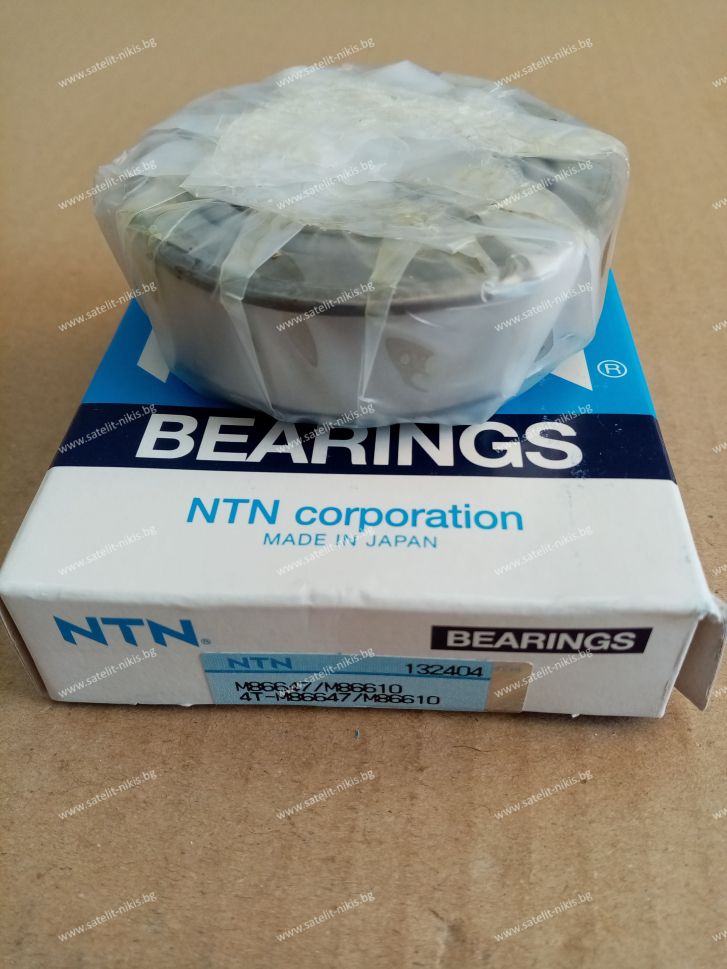 ®
BEARINGS
NTN corporation
MADE IN JAPAN
NTN®
BEARINGS
NTN 132404
M86647/M86610
4T-M86647/M86610
www.satelit-nikis.bg